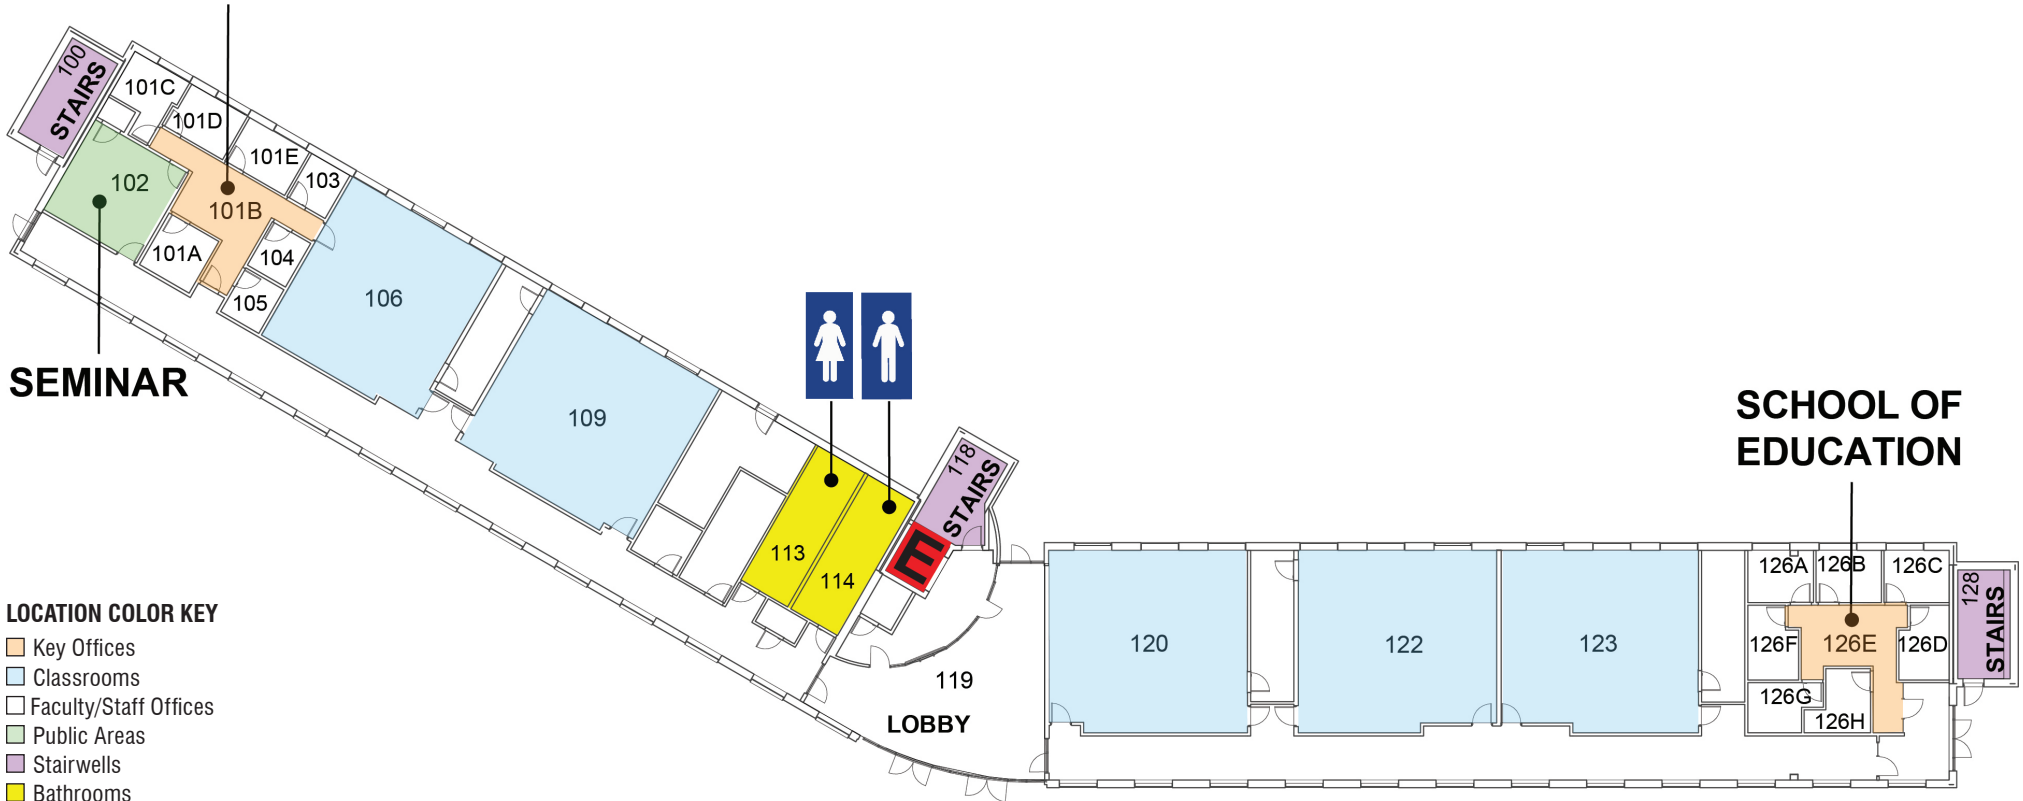 100
STAIRS
101C
101D
101E
103
102
101B
101A
104
105
106
SEMINAR
109
113
114
118
STAIRS
E
119
LOBBY
120
122
123
SCHOOL OF
EDUCATION
126A
126B
126C
126F
126E
126D
126G
126H
128
STAIRS
LOCATION COLOR KEY
Key Offices
Classrooms
Faculty/Staff Offices
Public Areas
Stairwells
Bathrooms